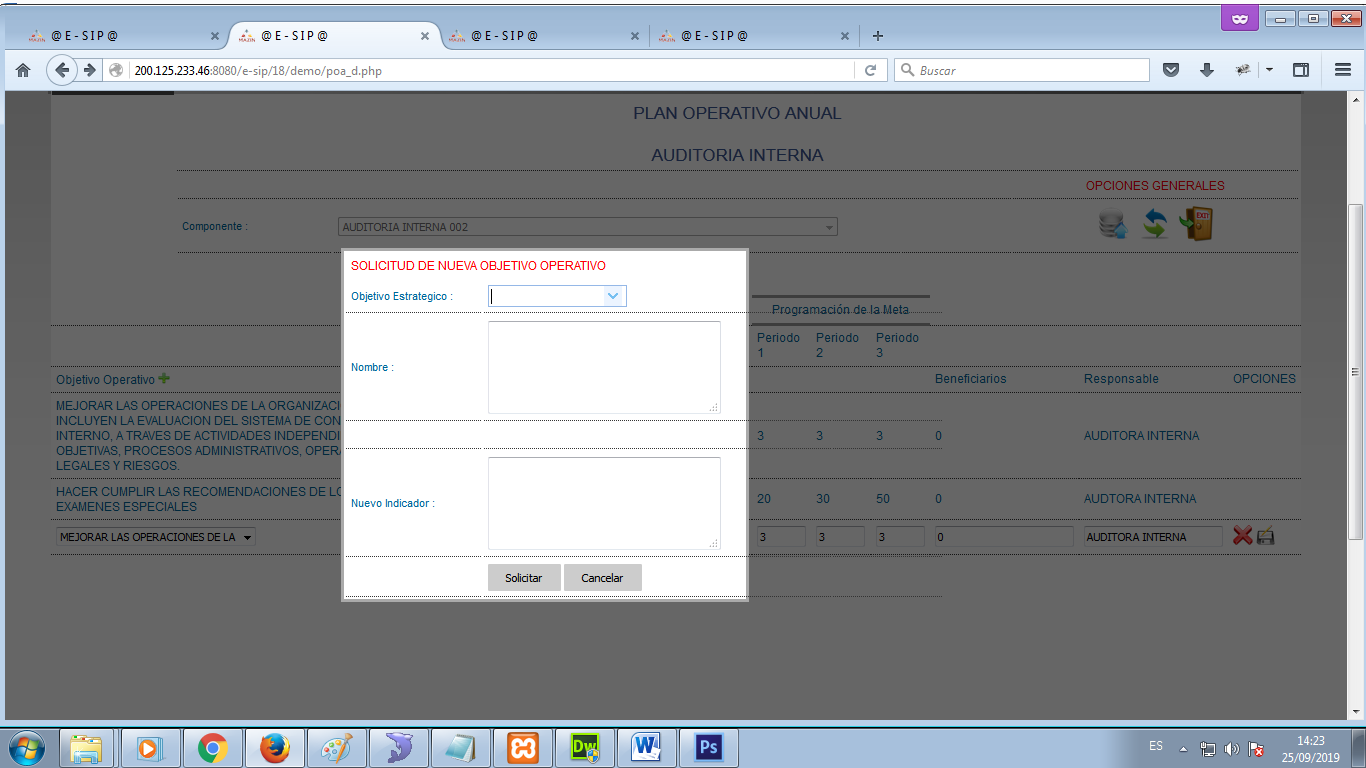 @ E - S I P @
@ E - S I P @
@ E - S I P @
@ E - S I P @
200.125.233.46:8080/e-sip/18/demo/poa_d.php
Buscar
PLAN OPERATIVO ANUAL
AUDITORIA INTERNA
OPCIONES GENERALES
Componente :
AUDITORIA INTERNA 002
EXIT
SOLICITUD DE NUEVA OBJETIVO OPERATIVO
Objetivo Estrategico :
Nombre :
Nuevo Indicador :
Solicitar
Cancelar
Programación de la Meta
Periodo 1
Periodo 2
Periodo 3
Objetivo Operativo
Beneficiarios
Responsable
OPCIONES
MEJORAR LAS OPERACIONES DE LA ORGANIZACI
INCLUYEN LA EVALUACION DEL SISTEMA DE CON
INTERNO, A TRAVES DE ACTIVIDADES INDEPENDI
OBJETIVAS, PROCESOS ADMINISTRATIVOS, OPERA
LEGALES Y RIESGOS.
3 3 3 0 AUDITORA INTERNA
HACER CUMPLIR LAS RECOMENDACIONES DE LO
EXAMENES ESPECIALES
20 30 50 0 AUDTORA INTERNA
MEJORAR LAS OPERACIONES DE LA
3 3 3 0 AUDITORA INTERNA
Dw
W
Ps
ES
14:23
25/09/2019